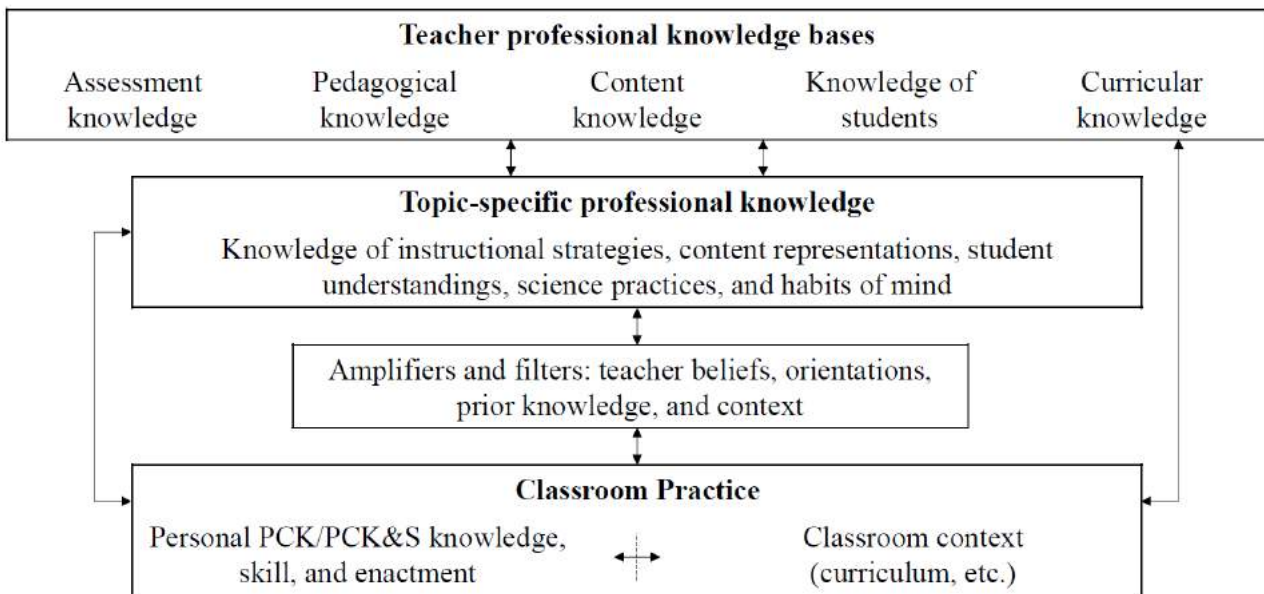 Teacher professional knowledge bases
Assessment knowledge
Pedagogical knowledge
Content knowledge
Knowledge of students
Curricular knowledge
Topic-specific professional knowledge
Knowledge of instructional strategies, content representations, student
understandings, science practices, and habits of mind
Amplifiers and filters: teacher beliefs, orientations,
prior knowledge, and context
Classroom Practice
Personal PCK/PCK&S knowledge,
skill, and enactment
Classroom context
(curriculum, etc.)